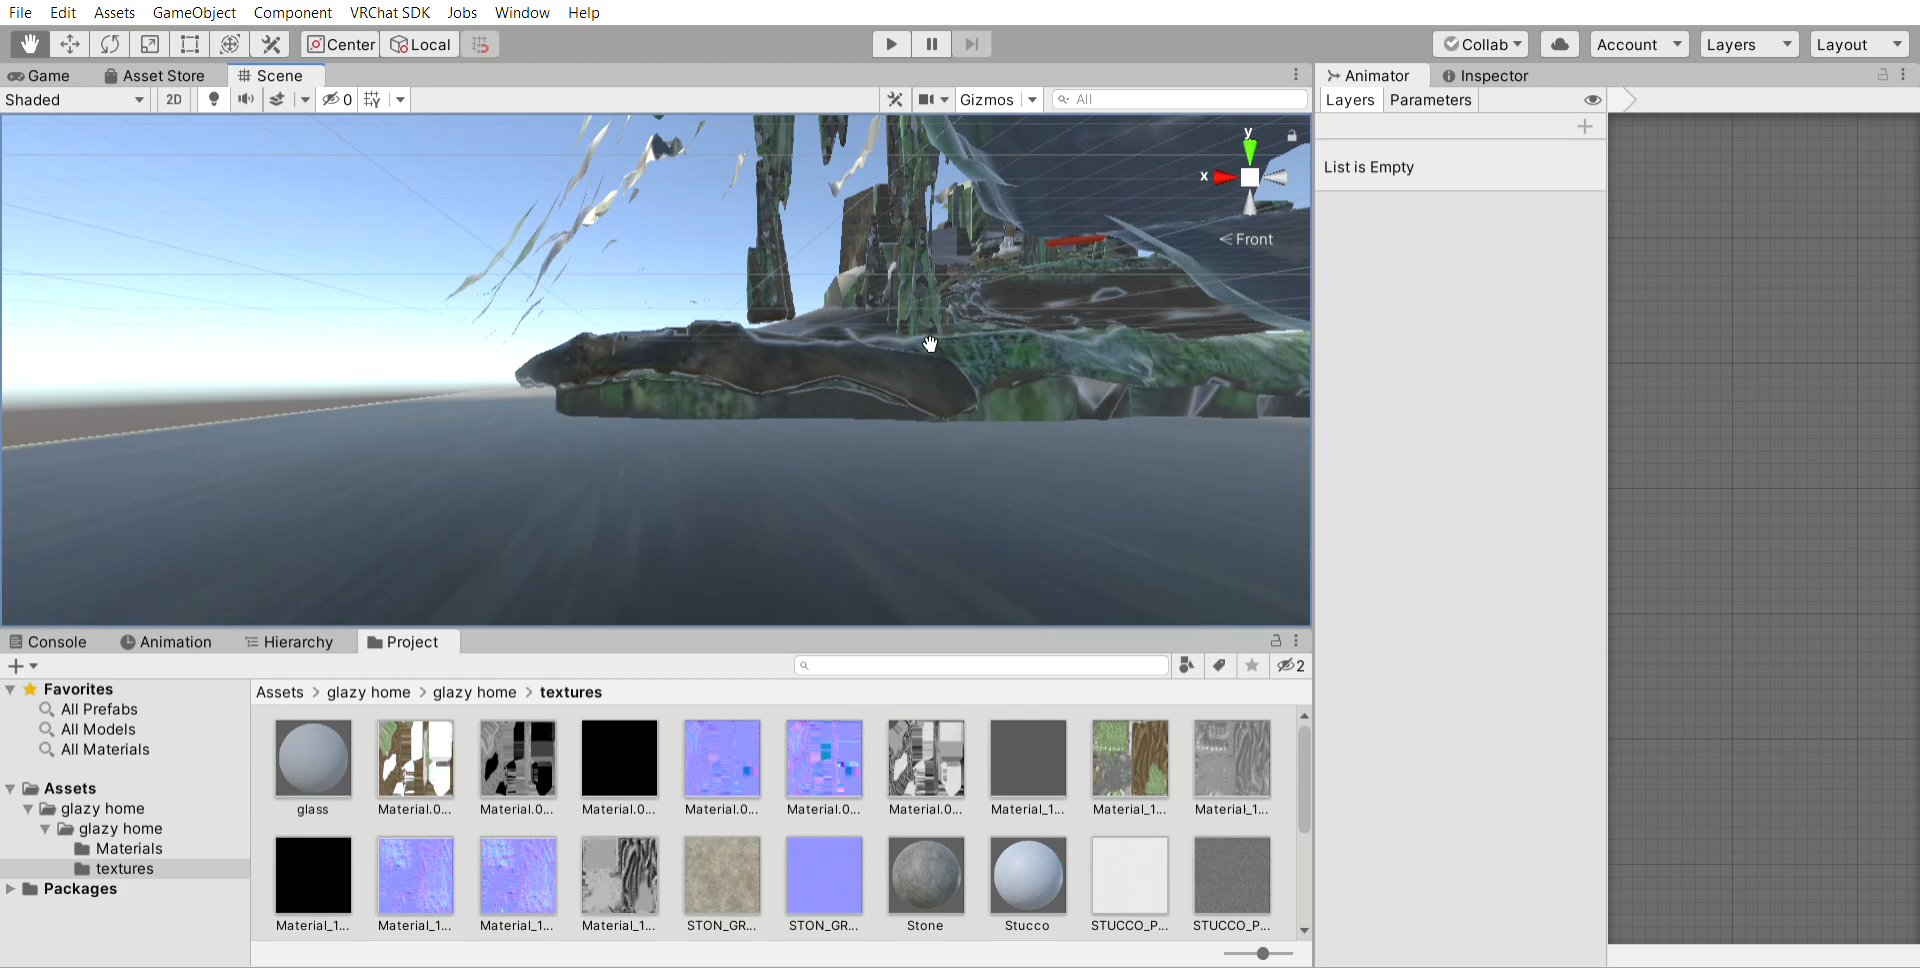 File Edit Assets GameObject Component VRChat SDK Jobs Window Help
Center Local Collab Account Layers Layout
Game Asset Store Scene Animator Inspector
Shaded 2D 0 Gizmos All Layers Parameters
y
x
Front
List is Empty
Console Animation Hierarchy Project
2
Favorites
All Prefabs
All Models
All Materials
Assets
glazy home
glazy home
Materials
textures
Packages
Assets > glazy home > glazy home > textures
glass Material.0... Material.0... Material.0... Material.0... Material.0... Material.0... Material_1... Material_1... Material_1...
Material_1... Material_1... Material_1... Material_1... STON_GR... STON_GR... Stone Stucco STUCCO_P... STUCCO_P...